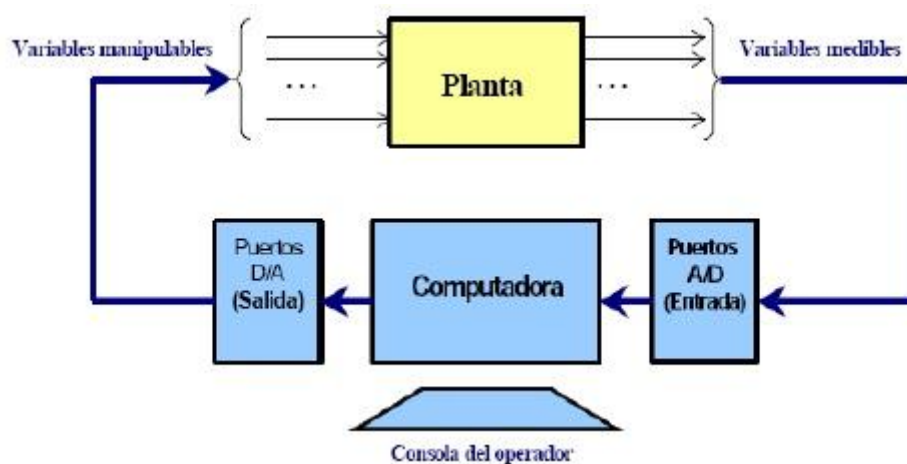 Variables manipulables
Planta
Variables medibles
. . .
. . .
Puertos
D/A
(Salida)
Computadora
Puertos
A/D
(Entrada)
Consola del operador